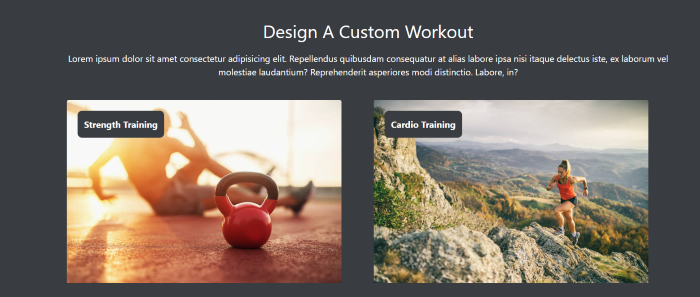 Design A Custom Workout
Lorem ipsum dolor sit amet consectetur adipisicing elit. Repellendus quibusdam consequatur at alias labore ipsa nisi itaque delectus iste, ex laborum vel
molestiae laudantium? Reprehenderit asperiores modi distinctio. Labore, in?
Strength Training
Cardio Training